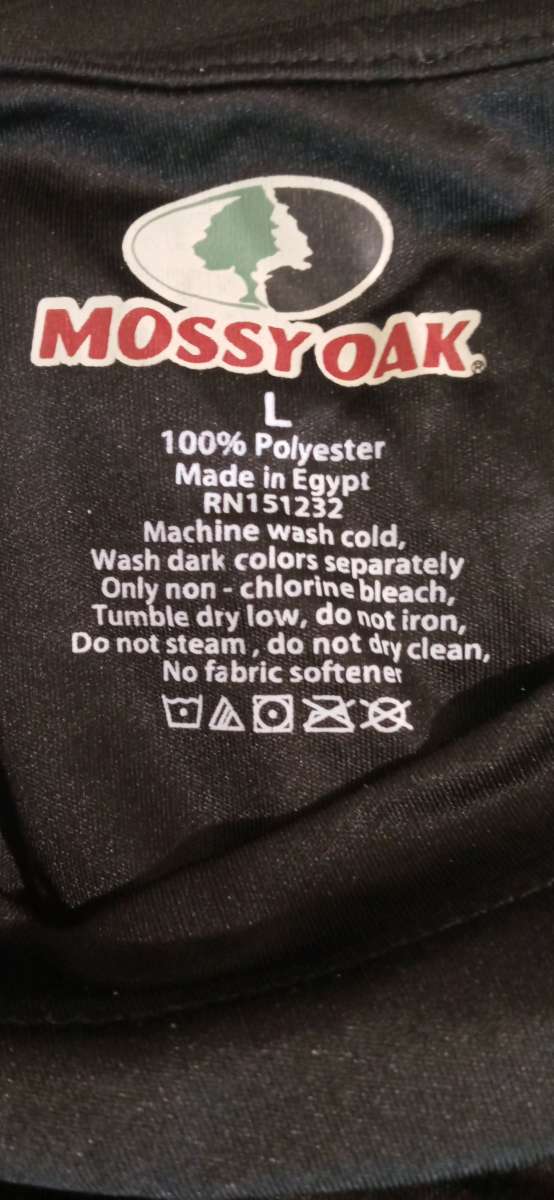 MOSSY OAK®
L
100% Polyester
Made in Egypt
RN151232
Machine wash cold,
Wash dark colors separately
Only non - chlorine bleach,
Tumble dry low, do not iron,
Do not steam , do not dry clean,
No fabric softener